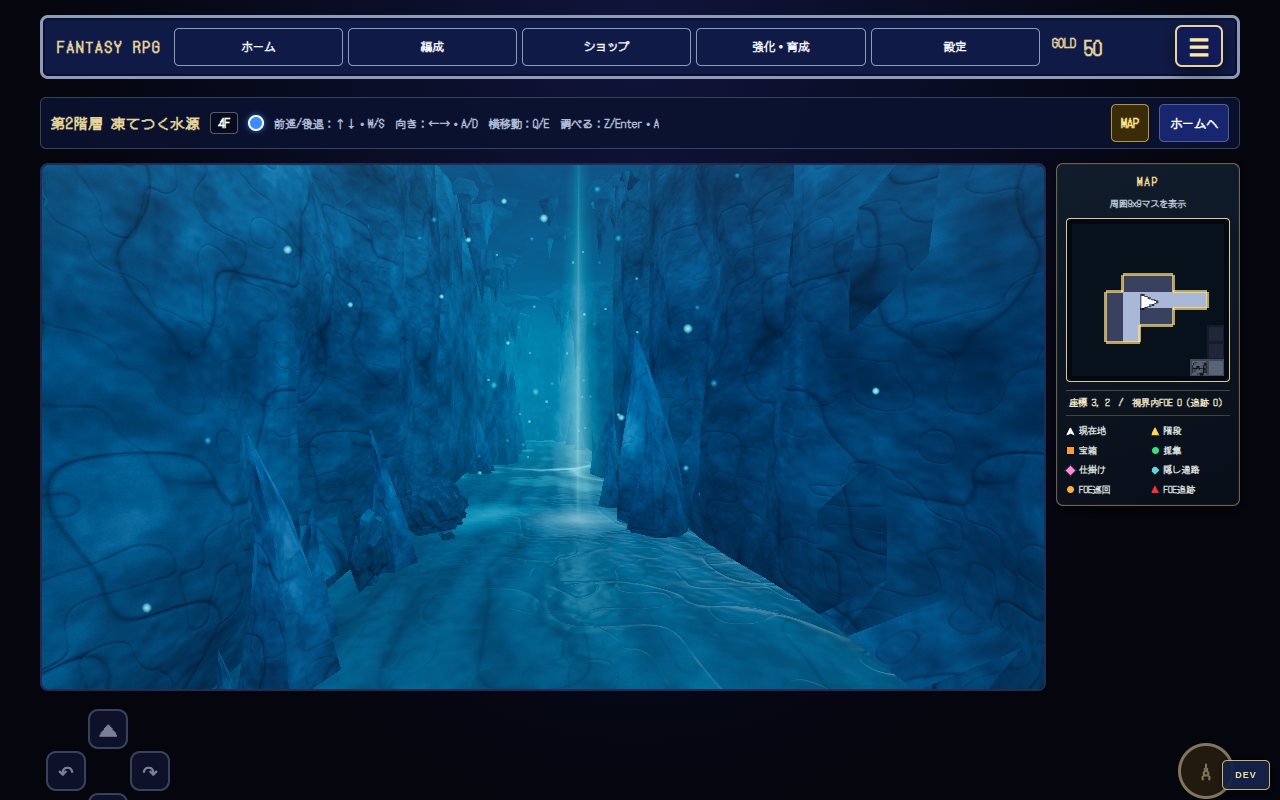 FANTASY RPG
ホーム
編成
ショップ
強化・育成
設定
GOLD 50
第2階層 凍てつく水源
4F
前進/後退：↑↓・W/S 向き：←→・A/D 横移動：Q/E 調べる：Z/Enter・A
MAP
ホームへ
MAP
周囲9x9マスを表示
座標 3, 2 / 視界内FOE 0（追跡 0）
現在地
階段
宝箱
採集
仕掛け
隠し通路
FOE巡回
FOE追跡
A
DEV